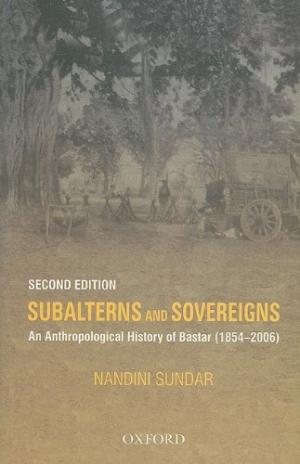 SECOND EDITION
SUBALTERNS AND SOVEREIGNS
An Anthropological History of Bastar (1854–2006)
NANDINI SUNDAR
OXFORD